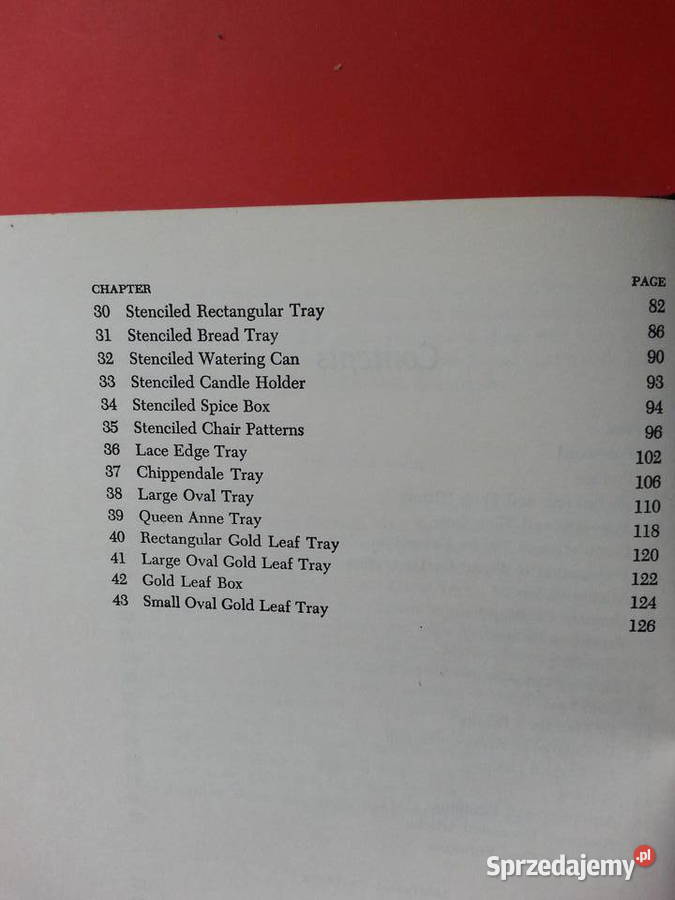 CHAPTER PAGE
30 Stenciled Rectangular Tray 82
31 Stenciled Bread Tray 86
32 Stenciled Watering Can 90
33 Stenciled Candle Holder 93
34 Stenciled Spice Box 94
35 Stenciled Chair Patterns 96
36 Lace Edge Tray 102
37 Chippendale Tray 106
38 Large Oval Tray 110
39 Queen Anne Tray 118
40 Rectangular Gold Leaf Tray 120
41 Large Oval Gold Leaf Tray 122
42 Gold Leaf Box 124
43 Small Oval Gold Leaf Tray 126
Sprzedajemy.pl